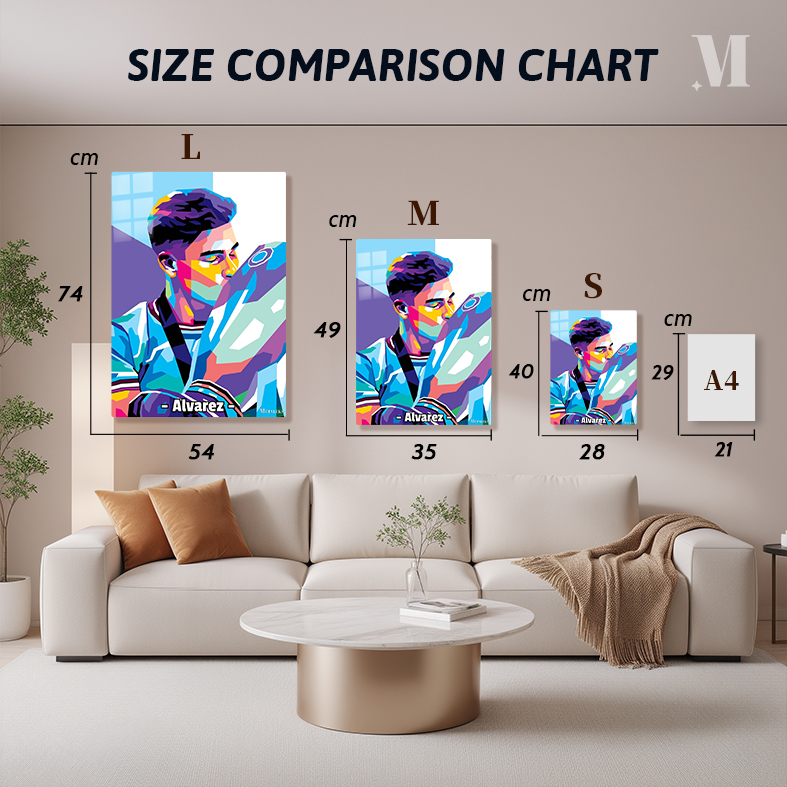 SIZE COMPARISON CHART
M
L
cm
74
54
- Alvarez -
M
cm
49
35
- Alvarez -
S
cm
40
28
- Alvarez -
cm
29
21
A4